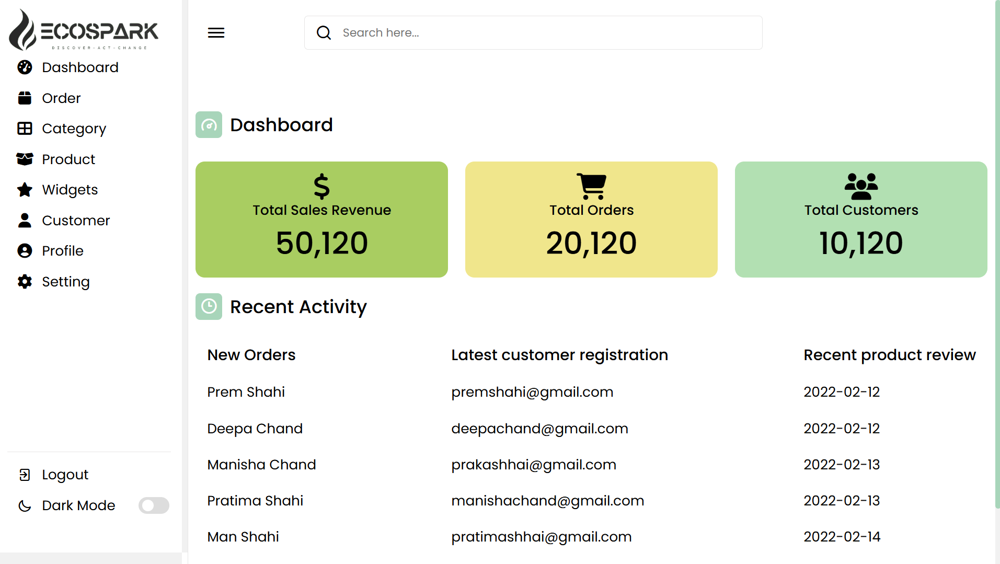 ECOSPARK
DISCOVER-ACT-CHANGE
Dashboard
Order
Category
Product
Widgets
Customer
Profile
Setting
Logout
Dark Mode
Search here...
Dashboard
Total Sales Revenue
50,120
Total Orders
20,120
Total Customers
10,120
Recent Activity
New Orders Latest customer registration Recent product review
Prem Shahi premshahi@gmail.com 2022-02-12
Deepa Chand deepachand@gmail.com 2022-02-12
Manisha Chand prakashhai@gmail.com 2022-02-13
Pratima Shahi manishachand@gmail.com 2022-02-13
Man Shahi pratimashhai@gmail.com 2022-02-14